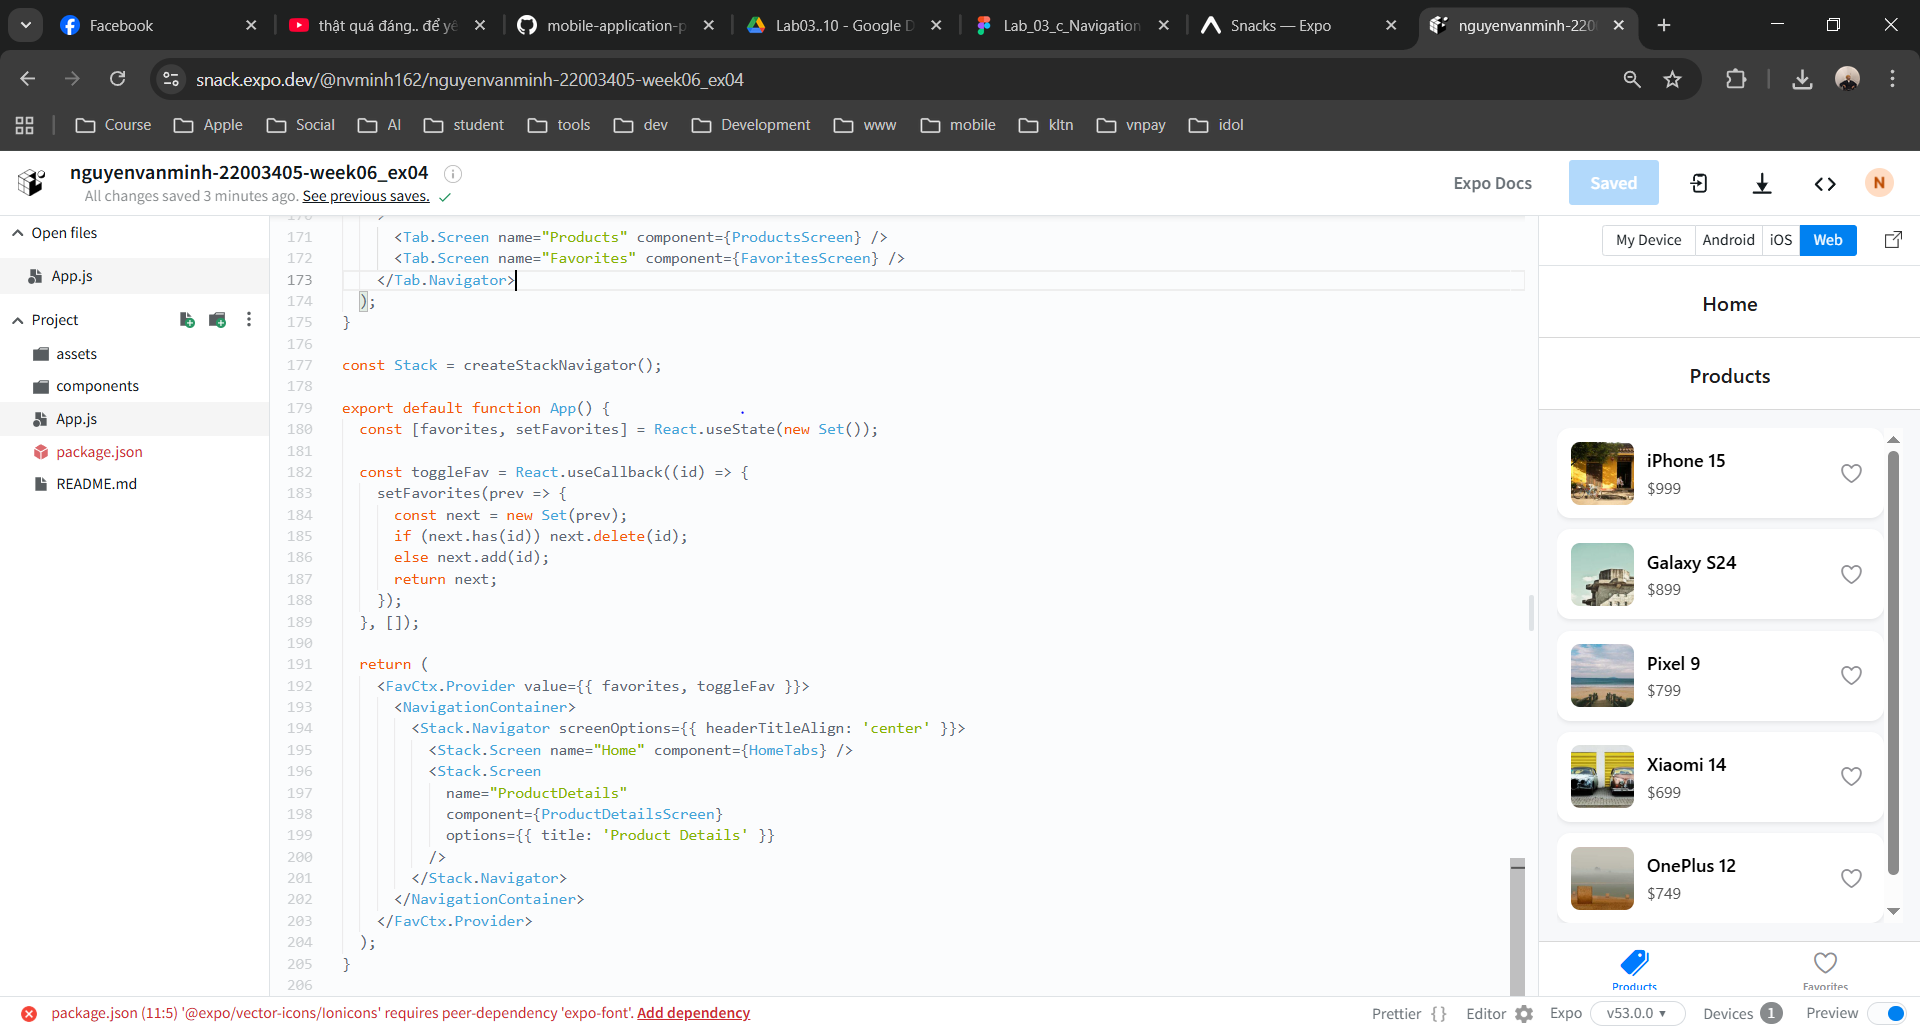 Facebook
thật quá đáng.. để yê
mobile-application-p
Lab03..10 - Google D
Lab_03_c_Navigation
Snacks — Expo
nguyenvanminh-220
snack.expo.dev/@nvminh162/nguyenvanminh-22003405-week06_ex04
Course
Apple
Social
AI
student
tools
dev
Development
www
mobile
kltn
vnpay
idol
nguyenvanminh-22003405-week06_ex04
All changes saved 3 minutes ago. See previous saves.
Expo Docs
Saved
N
Open files
App.js
Project
assets
components
App.js
package.json
README.md
171 <Tab.Screen name="Products" component={ProductsScreen} />
172 <Tab.Screen name="Favorites" component={FavoritesScreen} />
173 </Tab.Navigator>
174 );
175 }
176
177 const Stack = createStackNavigator();
178
179 export default function App() {
180 const [favorites, setFavorites] = React.useState(new Set());
181
182 const toggleFav = React.useCallback((id) => {
183 setFavorites(prev => {
184 const next = new Set(prev);
185 if (next.has(id)) next.delete(id);
186 else next.add(id);
187 return next;
188 });
189 }, []);
190
191 return (
192 <FavCtx.Provider value={{ favorites, toggleFav }}>
193 <NavigationContainer>
194 <Stack.Navigator screenOptions={{ headerTitleAlign: 'center' }}>
195 <Stack.Screen name="Home" component={HomeTabs} />
196 <Stack.Screen
197 name="ProductDetails"
198 component={ProductDetailsScreen}
199 options={{ title: 'Product Details' }}
200 />
201 </Stack.Navigator>
202 </NavigationContainer>
203 </FavCtx.Provider>
204 );
205 }
206
My Device
Android
iOS
Web
Home
Products
iPhone 15
$999
Galaxy S24
$899
Pixel 9
$799
Xiaomi 14
$699
OnePlus 12
$749
Products
Favorites
package.json (11:5) '@expo/vector-icons/Ionicons' requires peer-dependency 'expo-font'. Add dependency
Prettier {}
Editor
Expo
v53.0.0
Devices 1
Preview